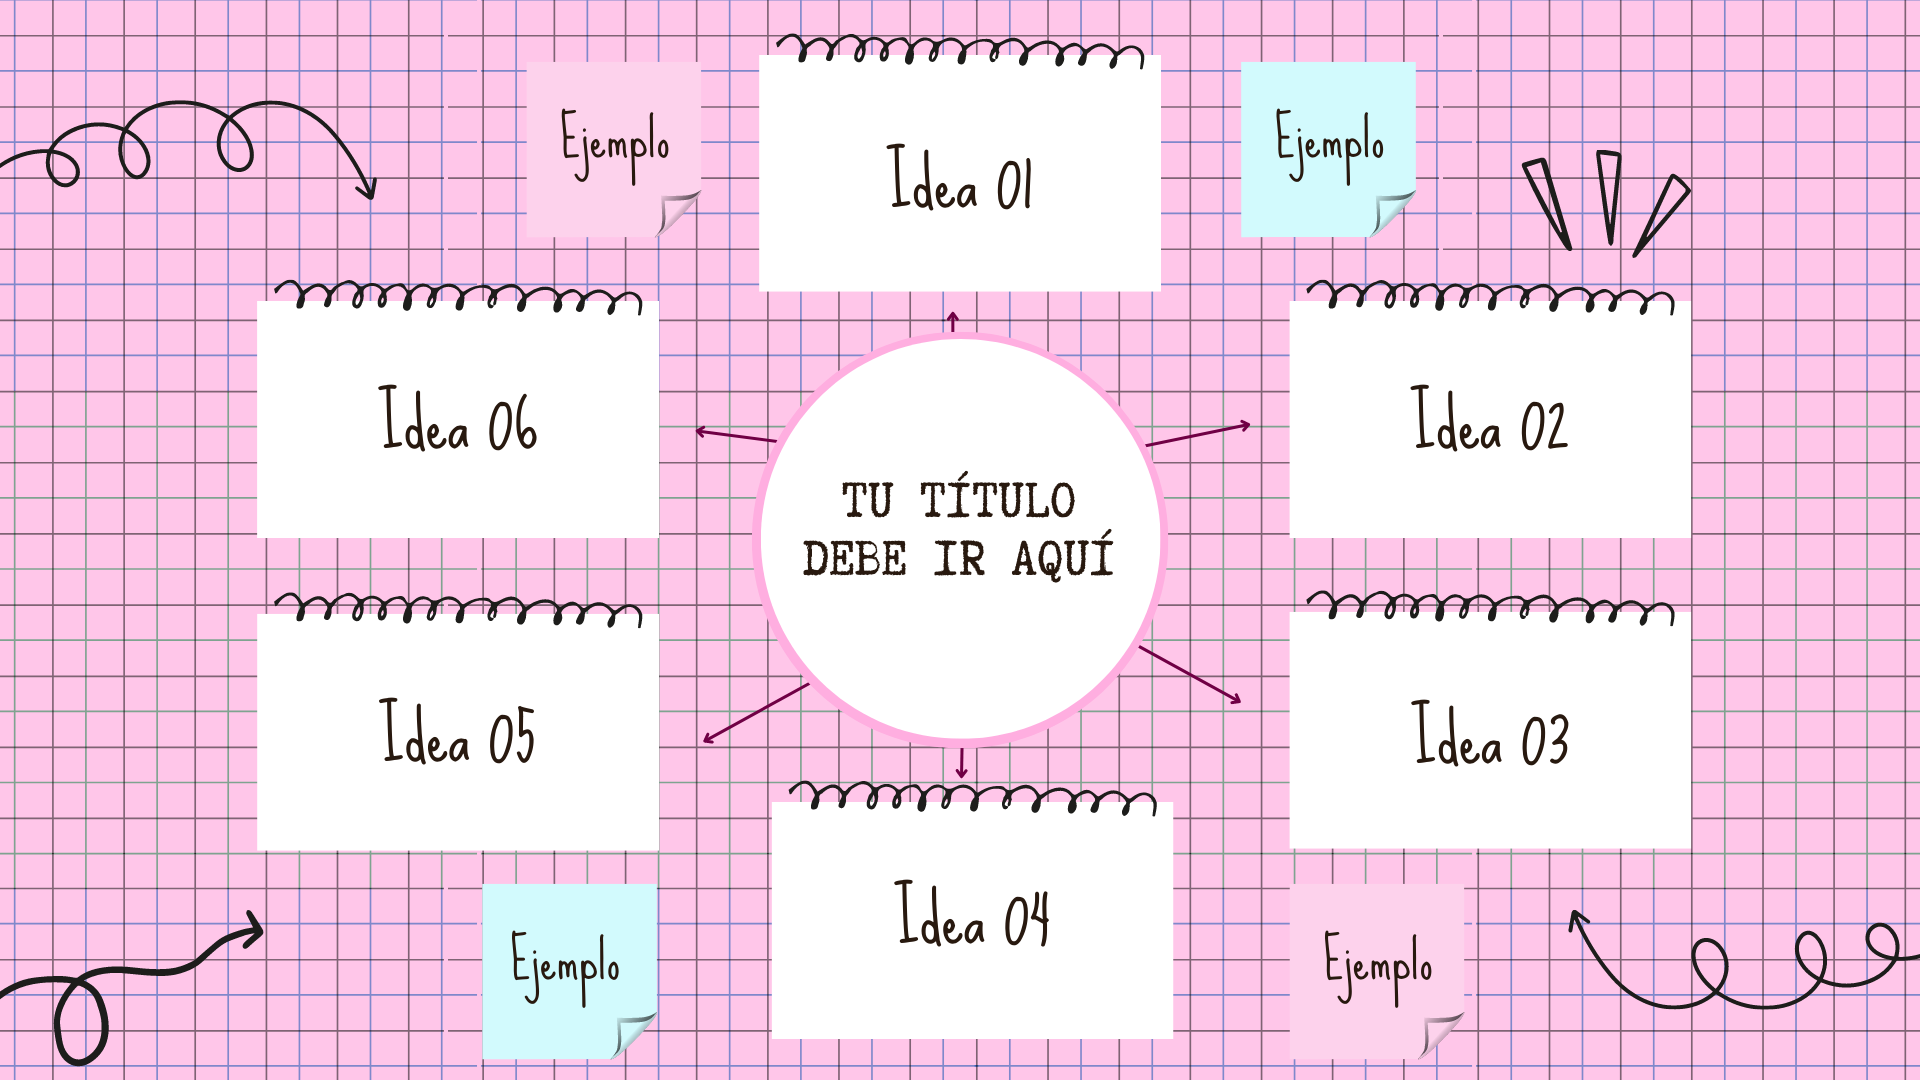 Ejemplo
Idea 01
Ejemplo
Idea 06
Idea 02
TU TÍTULO
DEBE IR AQUÍ
Idea 05
Idea 03
Idea 04
Ejemplo
Ejemplo